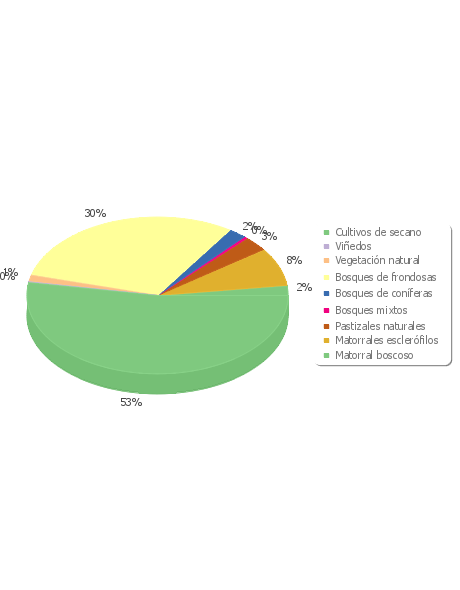 30%
2%
0%
3%
8%
2%
1%
0%
53%
Cultivos de secano
Viñedos
Vegetación natural
Bosques de frondosas
Bosques de coníferas
Bosques mixtos
Pastizales naturales
Matorrales esclerófilos
Matorral boscoso